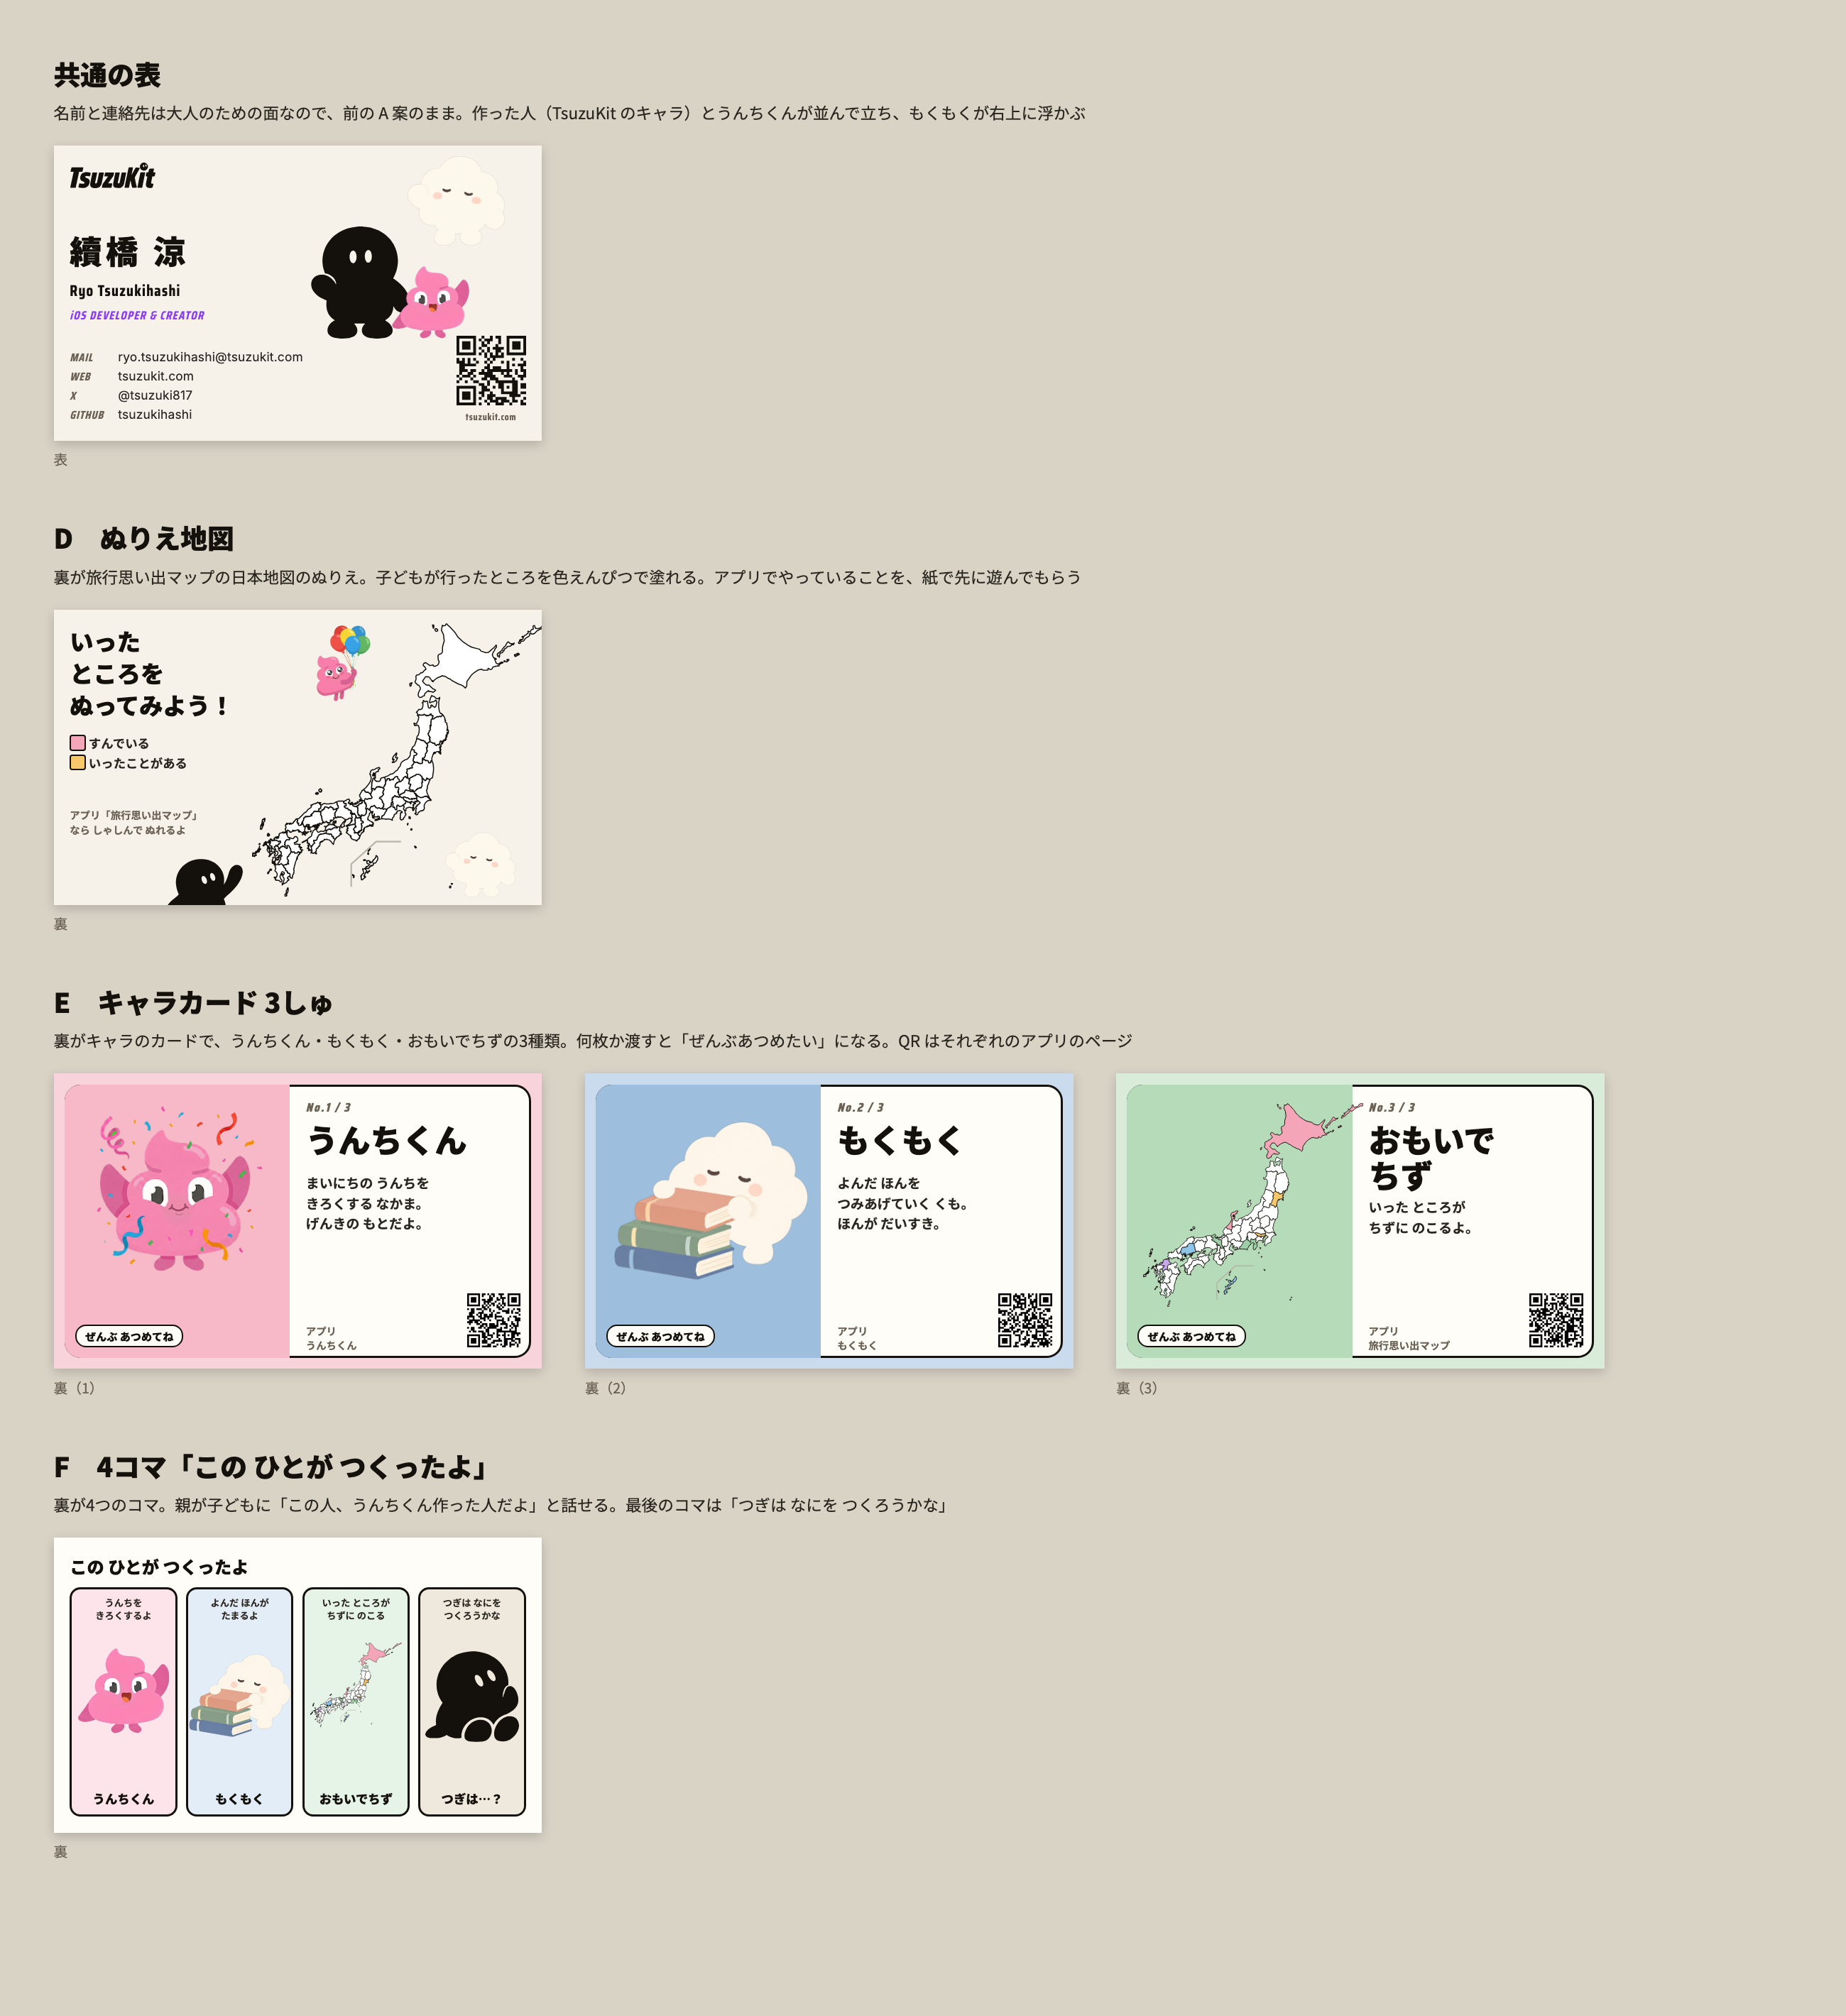 共通の表
名前と連絡先は大人のための面なので、前の A 案のまま。作った人（TsuzuKit のキャラ）とうんちくんが並んで立ち、もくもくが右上に浮かぶ
TsuzuKit
續橋 涼
Ryo Tsuzukihashi
iOS DEVELOPER & CREATOR
MAIL ryo.tsuzukihashi@tsuzukit.com
WEB tsuzukit.com
X @tsuzuki817
GITHUB tsuzukihashi
tsuzukit.com
表
D ぬりえ地図
裏が旅行思い出マップの日本地図のぬりえ。子どもが行ったところを色えんぴつで塗れる。アプリでやっていることを、紙で先に遊んでもらう
いった
ところを
ぬってみよう！
すんでいる
いったことがある
アプリ「旅行思い出マップ」
なら しゃしんで ぬれるよ
裏
E キャラカード 3しゅ
裏がキャラのカードで、うんちくん・もくもく・おもいでちずの3種類。何枚か渡すと「ぜんぶあつめたい」になる。QR はそれぞれのアプリのページ
No.1 / 3
うんちくん
まいにちの うんちを
きろくする なかま。
げんきの もとだよ。
ぜんぶ あつめてね
アプリ
うんちくん
裏（1）
No.2 / 3
もくもく
よんだ ほんを
つみあげていく くも。
ほんが だいすき。
ぜんぶ あつめてね
アプリ
もくもく
裏（2）
No.3 / 3
おもいで
ちず
いった ところが
ちずに のこるよ。
ぜんぶ あつめてね
アプリ
旅行思い出マップ
裏（3）
F 4コマ「この ひとが つくったよ」
裏が4つのコマ。親が子どもに「この人、うんちくん作った人だよ」と話せる。最後のコマは「つぎは なにを つくろうかな」
この ひとが つくったよ
うんちを
きろくするよ
うんちくん
よんだ ほんが
たまるよ
もくもく
いった ところが
ちずに のこる
おもいでちず
つぎは なにを
つくろうかな
つぎは…？
裏